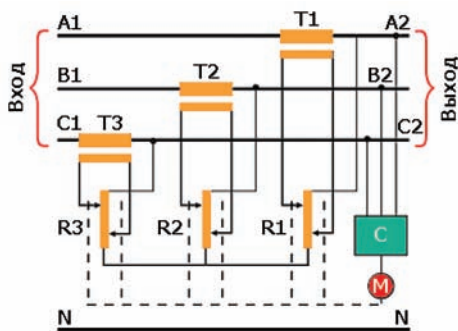 A1 T1 A2
B1 T2 B2
C1 T3 C2
Вход
Выход
R3 R2 R1
C
M
N N